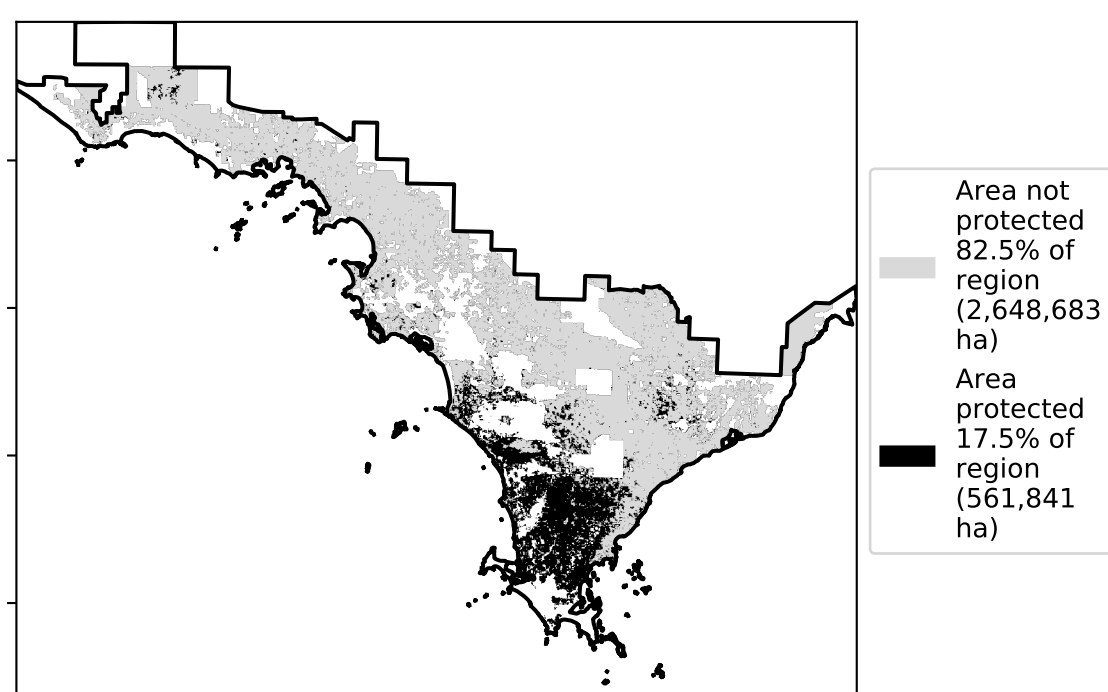 Area not
protected
82.5% of
region
(2,648,683
ha)
Area
protected
17.5% of
region
(561,841
ha)